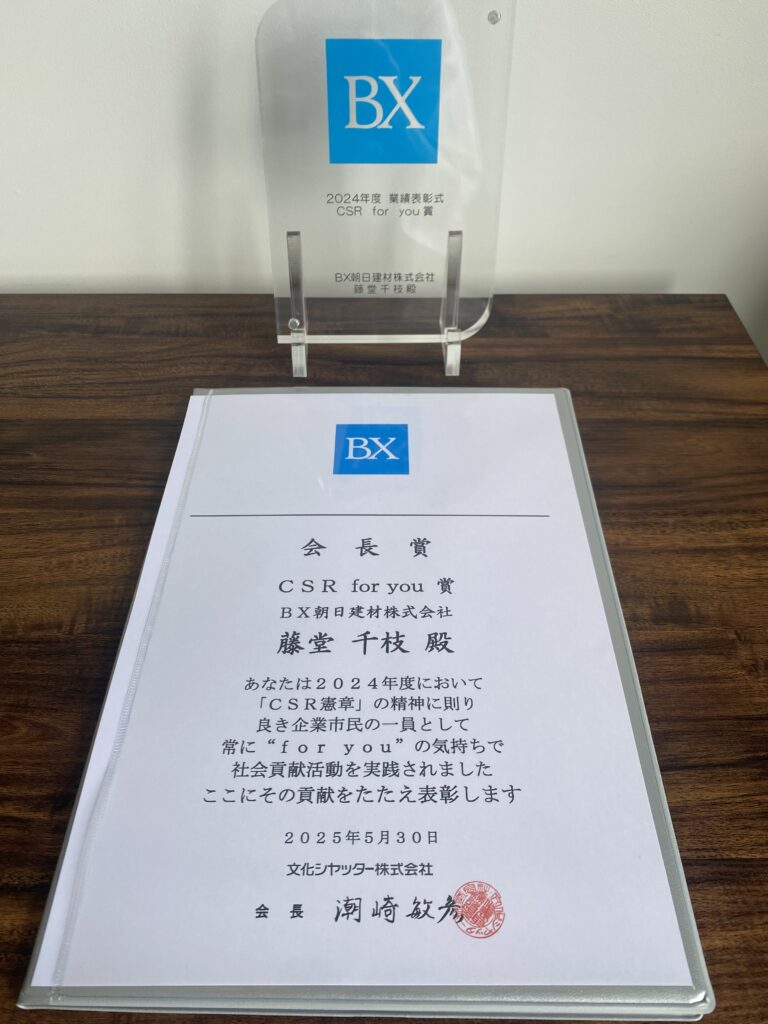 BX
2024年度 業績表彰式
CSR for you賞
BX朝日建材株式会社
藤堂千枝殿
BX
会長賞
CSR for you 賞
BX朝日建材株式会社
藤堂 千枝 殿
あなたは2024年度において
「CSR憲章」の精神に則り
良き企業市民の一員として
常に“for you”の気持ちで
社会貢献活動を実践されました
ここにその貢献をたたえ表彰します
2025年5月30日
文化シヤッター株式会社
会長 潮崎敏彦